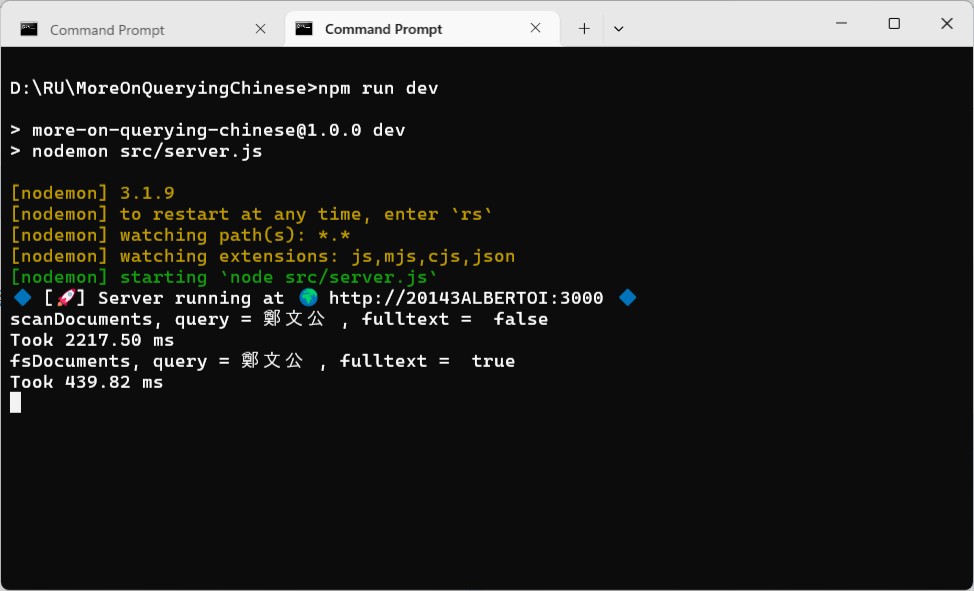 Command Prompt
Command Prompt
D:\RU\MoreOnQueryingChinese>npm run dev
> more-on-querying-chinese@1.0.0 dev
> nodemon src/server.js
[nodemon] 3.1.9
[nodemon] to restart at any time, enter `rs`
[nodemon] watching path(s): *.*
[nodemon] watching extensions: js,mjs,cjs,json
[nodemon] starting `node src/server.js`
🔷 [🚀] Server running at 🌍 http://20143ALBERTOI:3000 🔷
scanDocuments, query = 鄭文公 , fulltext =  false
Took 2217.50 ms
fsDocuments, query = 鄭文公 , fulltext =  true
Took 439.82 ms